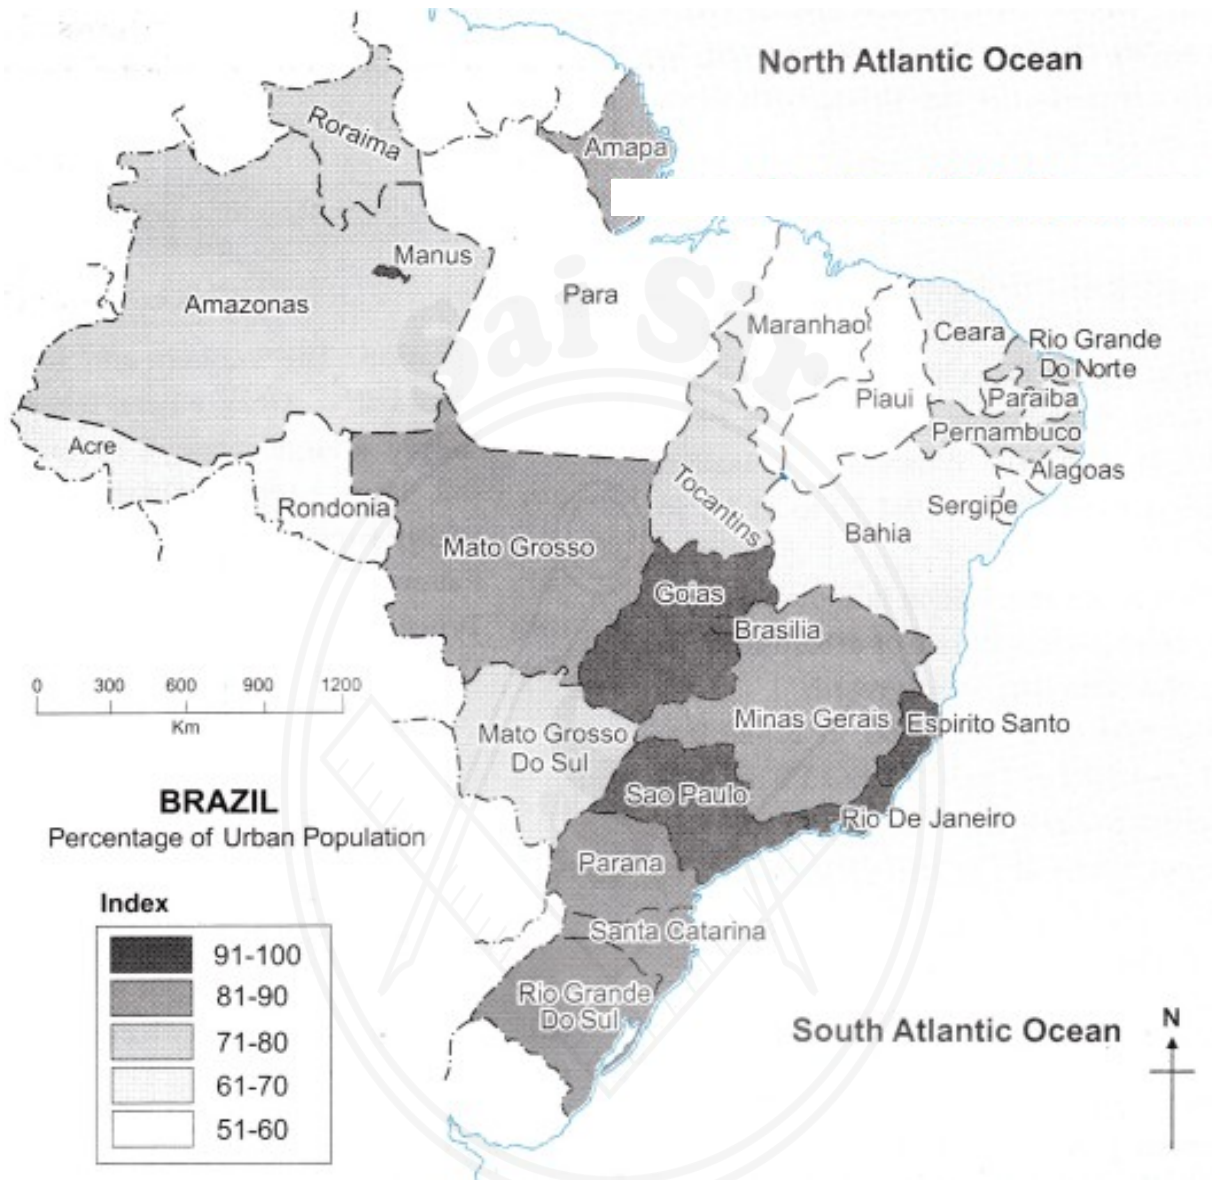 North Atlantic Ocean
Roraima
Amapa
Manus
Amazonas
Para
Maranhao
Ceara
Rio Grande
Do Norte
Piaui
Paraiba
Pernambuco
Acre
Alagoas
Tocantins
Rondonia
Sergipe
Bahia
Mato Grosso
Goias
Brasilia
0 300 600 900 1200
Km
Mato Grosso
Do Sul
Minas Gerais
Espirito Santo
Sao Paulo
Rio De Janeiro
BRAZIL
Percentage of Urban Population
Parana
Santa Catarina
Rio Grande
Do Sul
Index
91-100
81-90
71-80
61-70
51-60
South Atlantic Ocean
N
Sai Sir